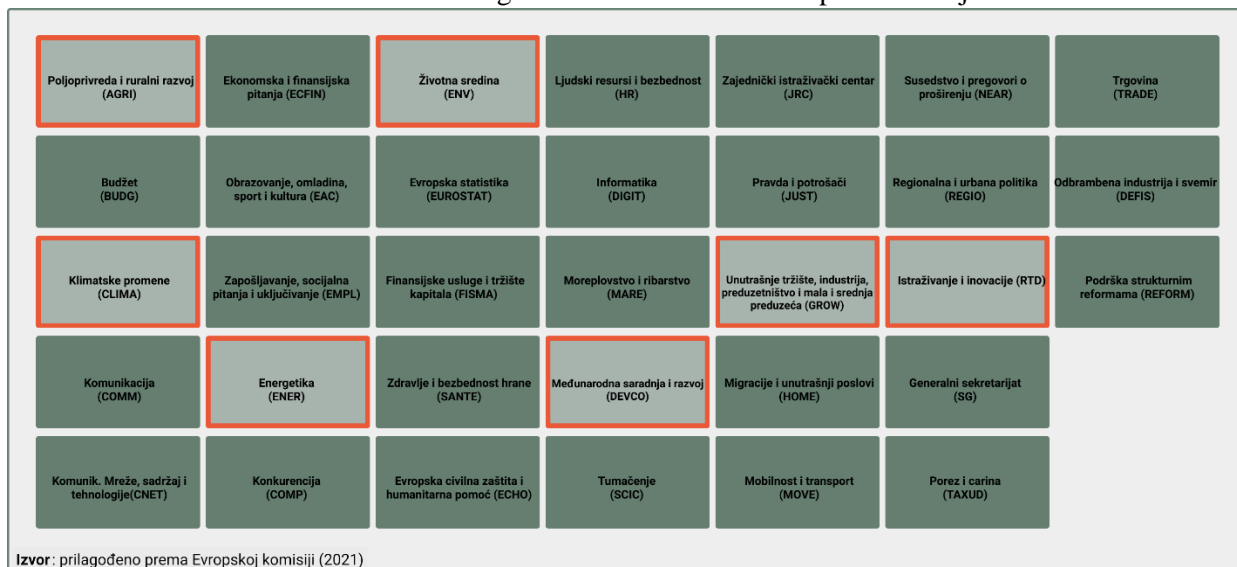 Poljoprivreda i ruralni razvoj
(AGRI)
Ekonomska i finansijska
pitanja (ECFIN)
Životna sredina
(ENV)
Ljudski resursi i bezbednost
(HR)
Zajednički istraživački centar
(JRC)
Susedstvo i pregovori o
proširenju (NEAR)
Trgovina
(TRADE)
Budžet
(BUDG)
Obrazovanje, omladina,
sport i kultura (EAC)
Evropska statistika
(EUROSTAT)
Informatika
(DIGIT)
Pravda i potrošači
(JUST)
Regionalna i urbana politika
(REGIO)
Odbrambena industrija i svemir
(DEFIS)
Klimatske promene
(CLIMA)
Zapošljavanje, socijalna
pitanja i uključivanje (EMPL)
Finansijske usluge i tržište
kapitala (FISMA)
Moreplovstvo i ribarstvo
(MARE)
Unutrašnje tržište, industrija,
preduzetništvo i mala i srednja
preduzeća (GROW)
Istraživanje i inovacije (RTD)
Podrška strukturnim
reformama (REFORM)
Komunikacija
(COMM)
Energetika
(ENER)
Zdravlje i bezbednost hrane
(SANTE)
Međunarodna saradnja i razvoj
(DEVCO)
Migracije i unutrašnji poslovi
(HOME)
Generalni sekretarijat
(SG)
Komunik. Mreže, sadržaj i
tehnologije(CNET)
Konkurencija
(COMP)
Evropska civilna zaštita i
humanitarna pomoć (ECHO)
Tumačenje
(SCIC)
Mobilnost i transport
(MOVE)
Porez i carina
(TAXUD)
Izvor: prilagođeno prema Evropskoj komisiji (2021)